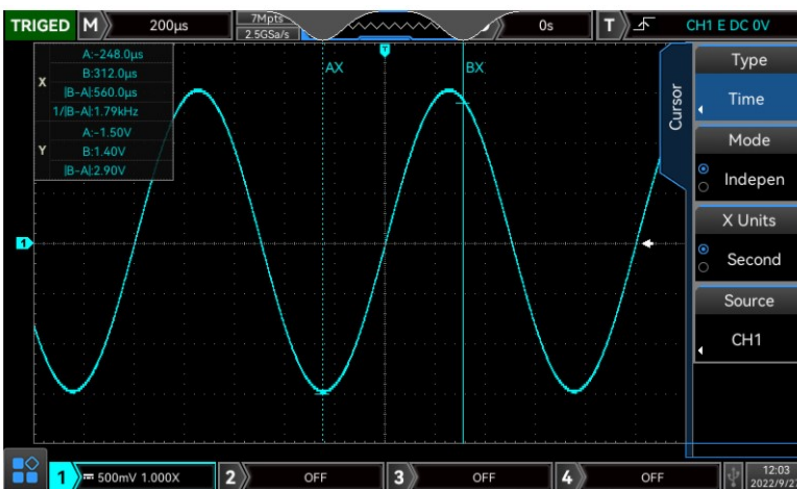 TRIGED M 200µs 7Mpts 2.5GSa/s 0s T CH1 E DC 0V
X
A:-248.0µs
B:312.0µs
|B-A|:560.0µs
1/|B-A|:1.79kHz
Y
A:-1.50V
B:1.40V
|B-A|:2.90V
T
AX
BX
1
Cursor
Type
Time
Mode
Indepen
X Units
Second
Source
CH1
1 500mV 1.000X 2 OFF 3 OFF 4 OFF 12:03
2022/9/27